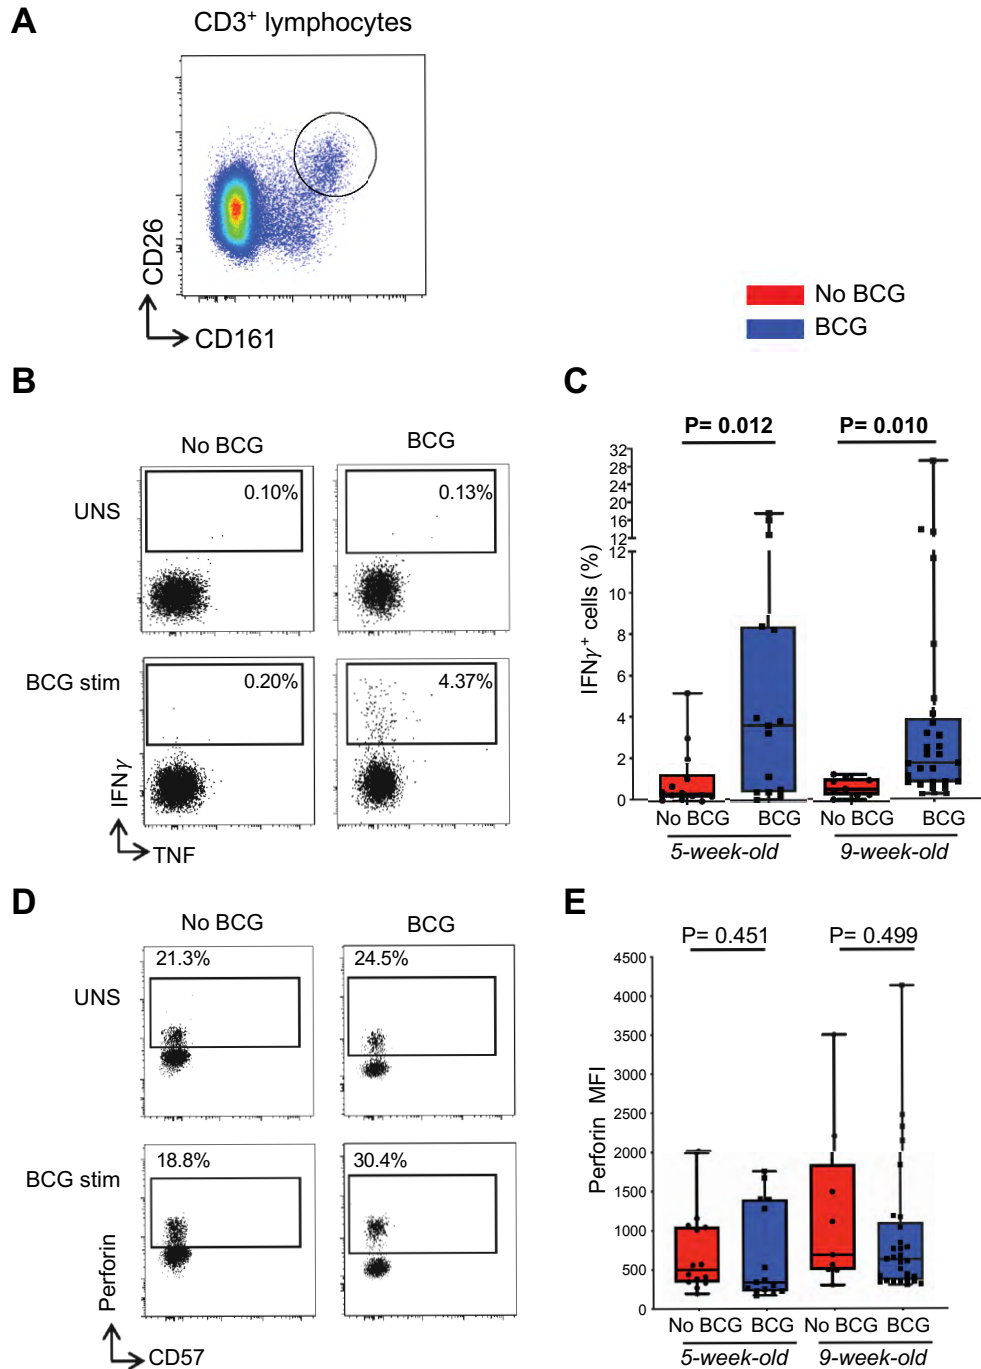 A
CD3⁺ lymphocytes
CD26
CD161
No BCG
BCG
B
No BCG
BCG
UNS
0.10%
0.13%
BCG stim
0.20%
4.37%
IFNγ
TNF
C
P= 0.012
P= 0.010
IFNγ⁺ cells (%)
32
28
24
20
16
12
12
10
8
6
4
2
0
No BCG
BCG
No BCG
BCG
5-week-old
9-week-old
D
No BCG
BCG
UNS
21.3%
24.5%
BCG stim
18.8%
30.4%
Perforin
CD57
E
P= 0.451
P= 0.499
Perforin MFI
4500
4000
3500
3000
2500
2000
1500
1000
500
0
No BCG
BCG
No BCG
BCG
5-week-old
9-week-old